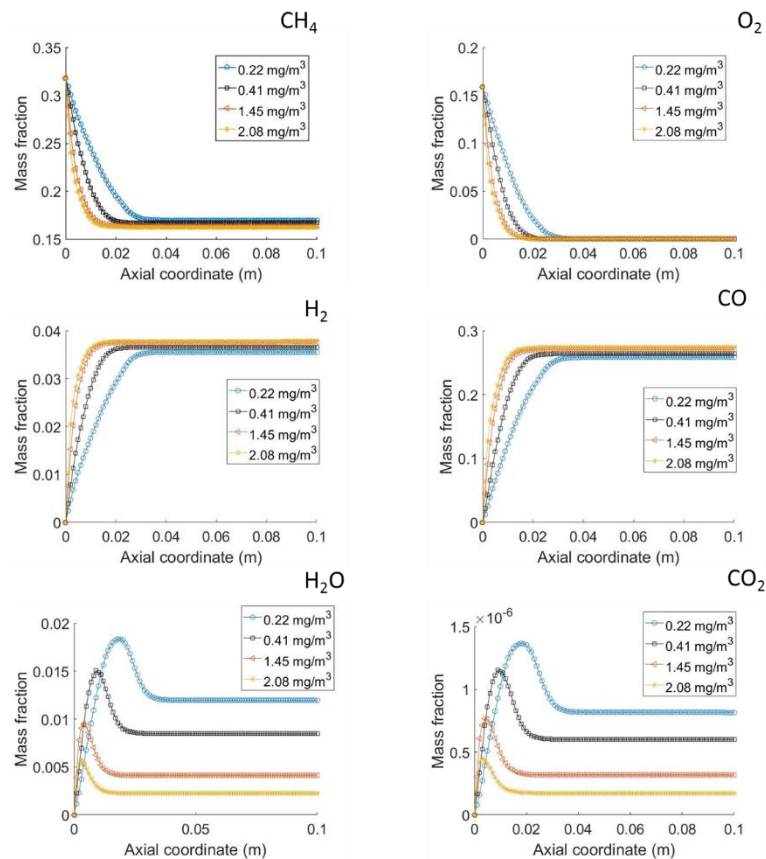 CH4
0.35
0.3
0.25
0.2
0.15
Mass fraction
0.22 mg/m3
0.41 mg/m3
1.45 mg/m3
2.08 mg/m3
0 0.02 0.04 0.06 0.08 0.1
Axial coordinate (m)
O2
0.2
0.15
0.1
0.05
0
Mass fraction
0.22 mg/m3
0.41 mg/m3
1.45 mg/m3
2.08 mg/m3
0 0.02 0.04 0.06 0.08 0.1
Axial coordinate (m)
H2
0.04
0.03
0.02
0.01
0
Mass fraction
0.22 mg/m3
0.41 mg/m3
1.45 mg/m3
2.08 mg/m3
0 0.02 0.04 0.06 0.08 0.1
Axial coordinate (m)
CO
0.3
0.2
0.1
0
Mass fraction
0.22 mg/m3
0.41 mg/m3
1.45 mg/m3
2.08 mg/m3
0 0.02 0.04 0.06 0.08 0.1
Axial coordinate (m)
H2O
0.02
0.015
0.01
0.005
0
Mass fraction
0.22 mg/m3
0.41 mg/m3
1.45 mg/m3
2.08 mg/m3
0 0.05 0.1
Axial coordinate (m)
CO2
×10-6
1.5
1
0.5
0
Mass fraction
0.22 mg/m3
0.41 mg/m3
1.45 mg/m3
2.08 mg/m3
0 0.02 0.04 0.06 0.08 0.1
Axial coordinate (m)